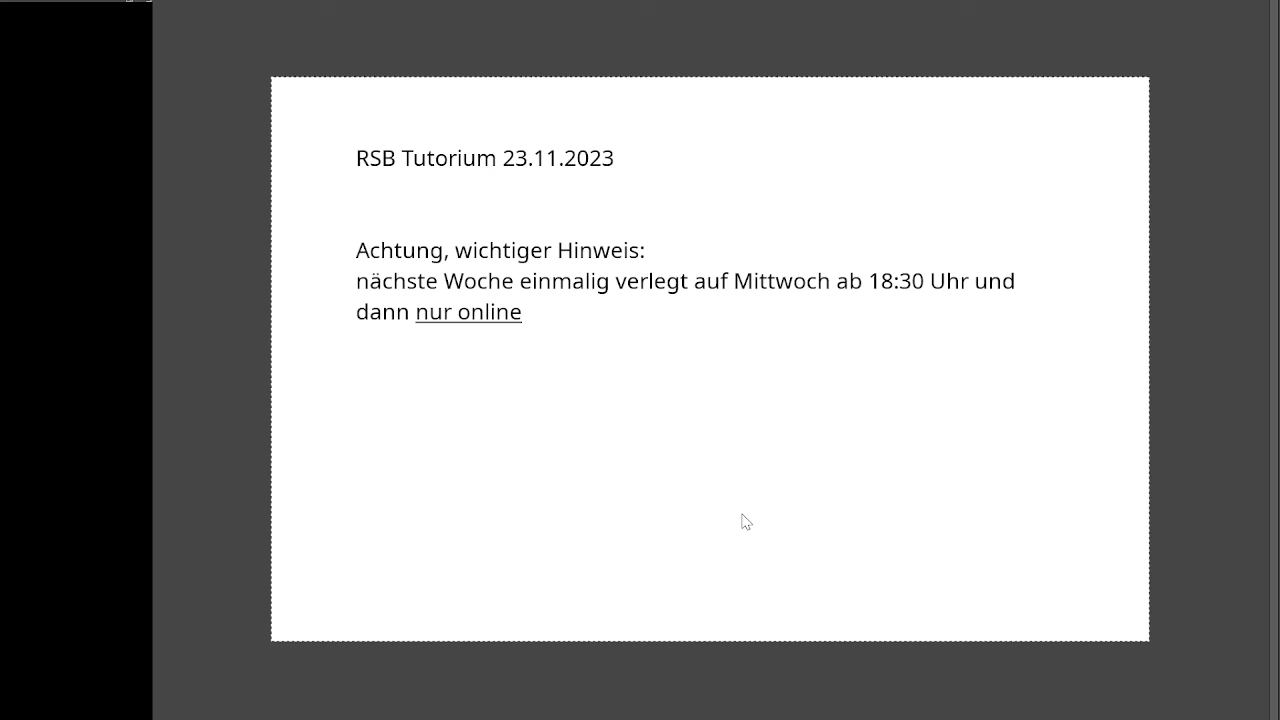 RSB Tutorium 23.11.2023
Achtung, wichtiger Hinweis:
nächste Woche einmalig verlegt auf Mittwoch ab 18:30 Uhr und
dann nur online